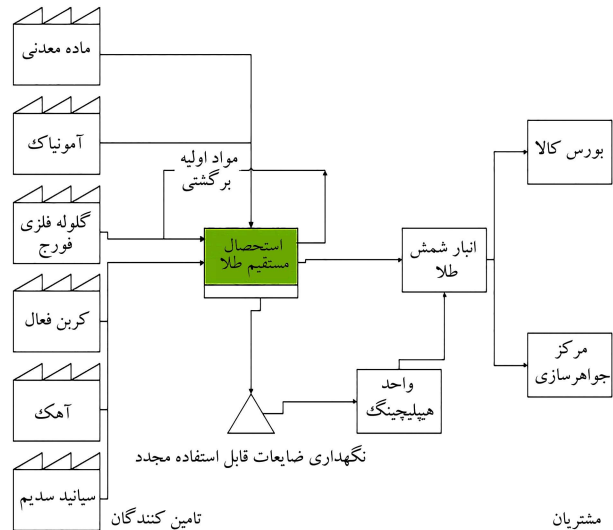 ماده معدنی
آمونیاک
مواد اولیه
برگشتی
گلوله فلزی
فورج
استحصال
مستقیم طلا
کربن فعال
آهک
سیانید سدیم
انبار شمش
طلا
بورس کالا
مرکز
جواهرسازی
واحد
هیپلیچینگ
نگهداری ضایعات قابل استفاده مجدد
تامین کنندگان
مشتریان